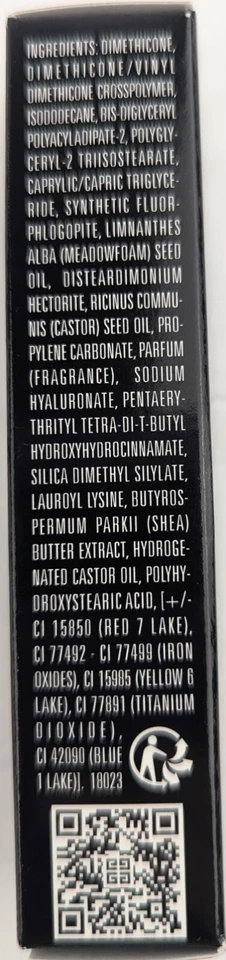 INGREDIENTS: DIMETHICONE,
DIMETHICONE/VINYL
DIMETHICONE CROSSPOLYMER,
ISODODECANE, BIS-DIGLYCERYL
POLYACYLADIPATE-2, POLYGLY-
CERYL-2 TRIISOSTEARATE,
CAPRYLIC/CAPRIC TRIGLYCE-
RIDE, SYNTHETIC FLUOR-
PHLOGOPITE, LIMNANTHES
ALBA (MEADOWFOAM) SEED
OIL, DISTEARDIMONIUM
HECTORITE, RICINUS COMMU-
NIS (CASTOR) SEED OIL, PRO-
PYLENE CARBONATE, PARFUM
(FRAGRANCE), SODIUM
HYALURONATE, PENTAERY-
THRITYL TETRA-DI-T-BUTYL
HYDROXYHYDROCINNAMATE,
SILICA DIMETHYL SILYLATE,
LAUROYL LYSINE, BUTYROS-
PERMUM PARKII (SHEA)
BUTTER EXTRACT, HYDROGE-
NATED CASTOR OIL, POLYHY-
DROXYSTEARIC ACID, [+/-
CI 15850 (RED 7 LAKE),
CI 77492 - CI 77499 (IRON
OXIDES), CI 15985 (YELLOW 6
LAKE), CI 77891 (TITANIUM
DIOXIDE),
CI 42090 (BLUE
1 LAKE)]. 18023